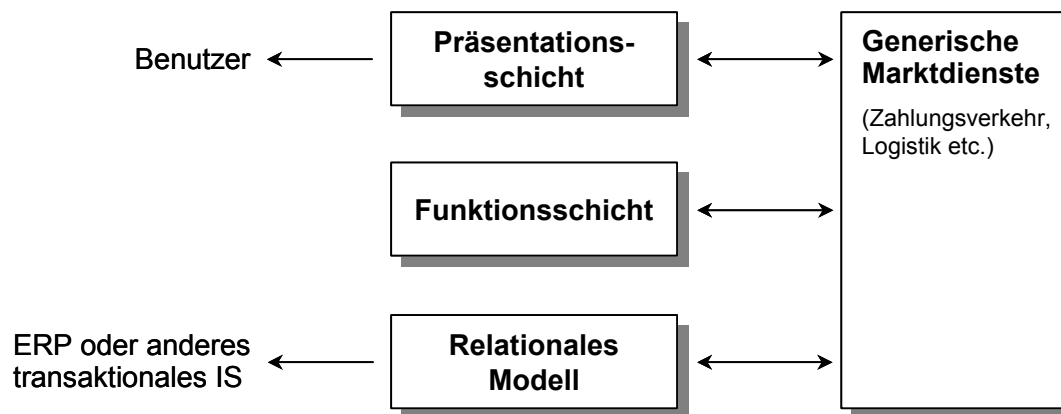 Benutzer
Präsentations-
schicht
Generische
Marktdienste
(Zahlungsverkehr,
Logistik etc.)
Funktionsschicht
ERP oder anderes
transaktionales IS
Relationales
Modell